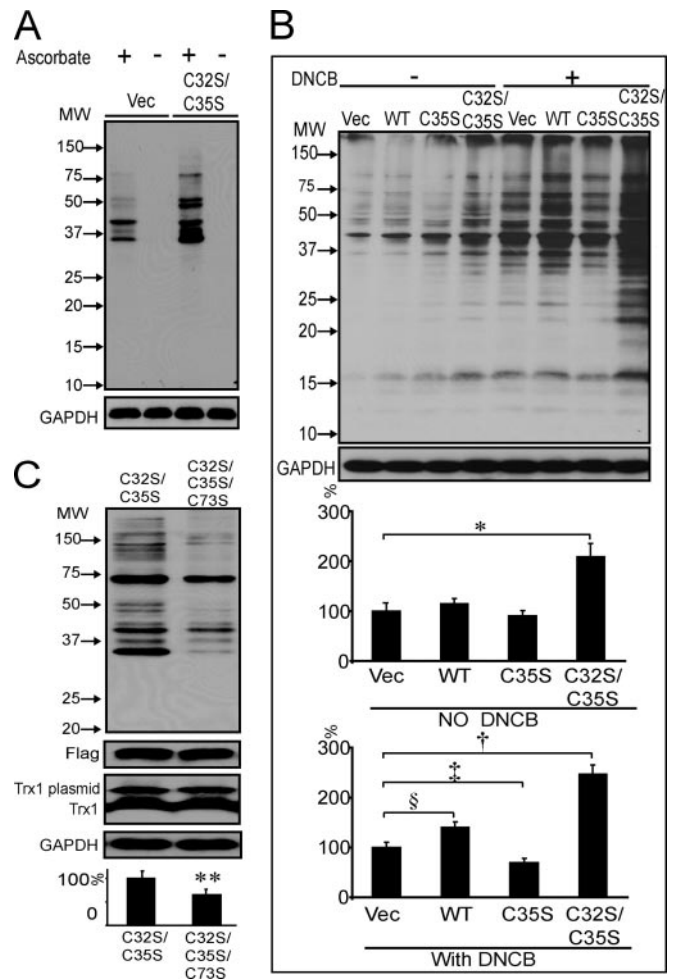 A
Ascorbate + - + -
Vec C32S/
C35S
MW
150
75
50
37
25
20
15
10
GAPDH
B
DNCB - +
Vec WT C35S C32S/
C35S Vec WT C35S C32S/
C35S
MW
150
75
50
37
25
20
15
10
GAPDH
%
300
200
100
0
*
Vec WT C35S C32S/
C35S
NO DNCB
%
300
200
100
0
†
‡
§
Vec WT C35S C32S/
C35S
With DNCB
C
C32S/
C35S
C32S/
C35S/
C73S
MW
150
75
50
37
25
20
Flag
Trx1 plasmid
Trx1
GAPDH
100%
0
**
C32S/
C35S
C32S/
C35S/
C73S